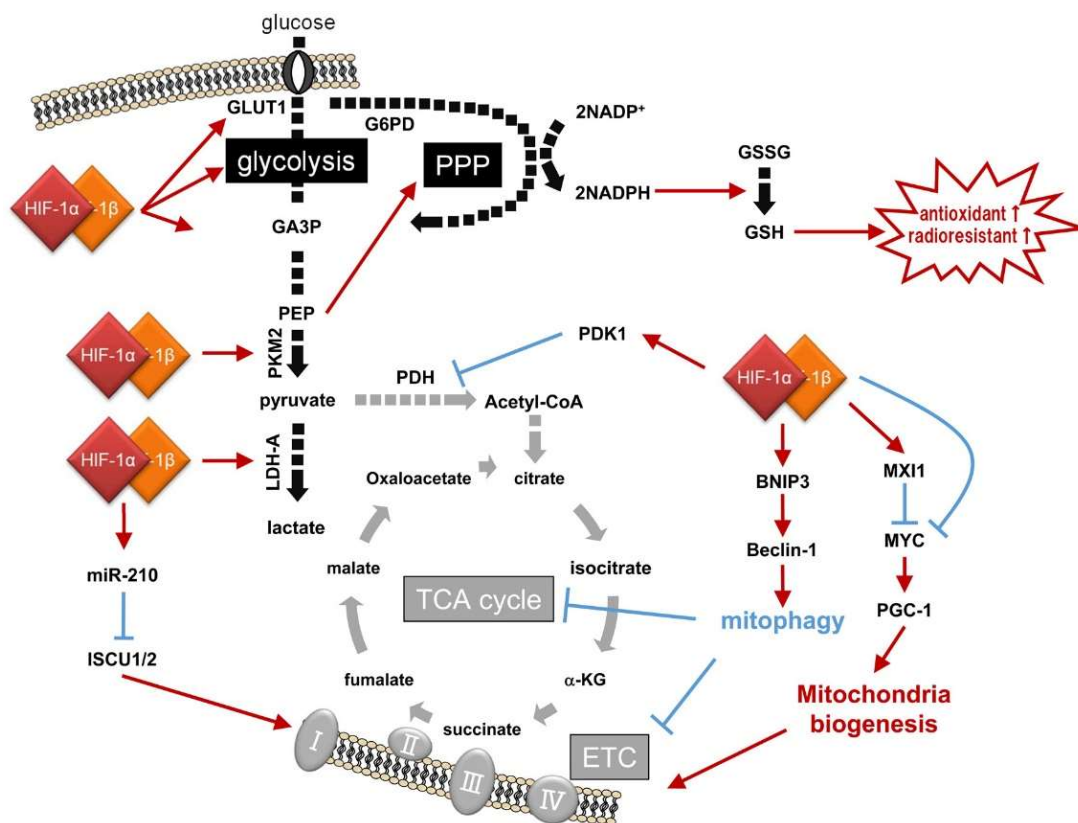 glucose
GLUT1
G6PD
2NADP⁺
glycolysis
PPP
GSSG
HIF-1α
F-1β
2NADPH
antioxidant ↑
radioresistant ↑
GA3P
GSH
PEP
HIF-1α
-1β
PKM2
PDK1
HIF-1α
F-1β
PDH
pyruvate
Acetyl-CoA
HIF-1α
-1β
LDH-A
Oxaloacetate
citrate
BNIP3
MXI1
lactate
Beclin-1
MYC
miR-210
malate
isocitrate
TCA cycle
mitophagy
PGC-1
ISCU1/2
fumalate
α-KG
Mitochondria
biogenesis
succinate
I
II
III
IV
ETC